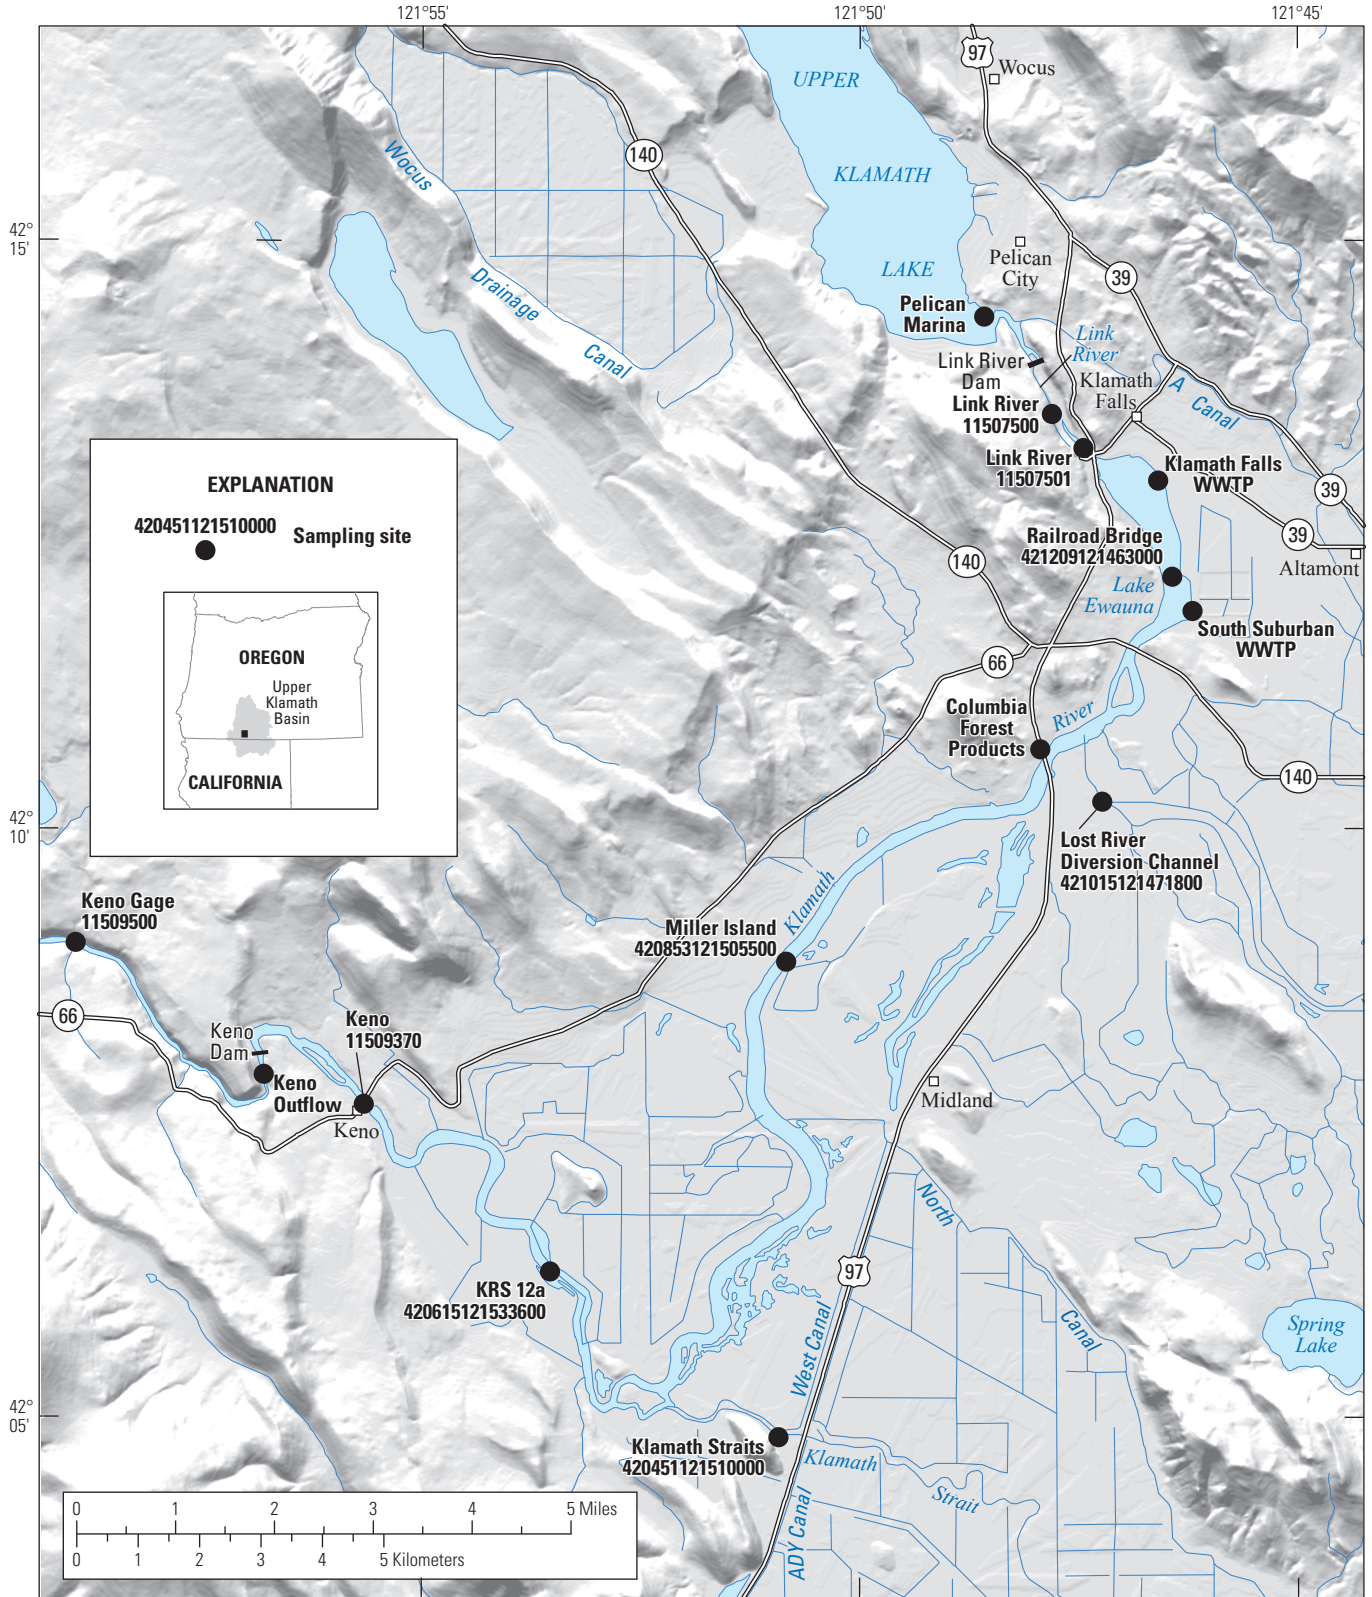 121°55'
121°50'
121°45'
97
Wocus
UPPER
KLAMATH
LAKE
140
Wocus
Drainage
Canal
42°
15'
Pelican
City
39
Pelican
Marina
Link
River
Link River
Dam
Klamath
Falls
A
Canal
Link River
11507500
Link River
11507501
Klamath Falls
WWTP
39
39
Railroad Bridge
421209121463000
Altamont
Lake
Ewauna
140
South Suburban
WWTP
66
EXPLANATION
420451121510000
Sampling site
OREGON
Upper
Klamath
Basin
CALIFORNIA
Columbia
Forest
Products
River
140
42°
10'
Lost River
Diversion Channel
421015121471800
Keno Gage
11509500
Klamath
Miller Island
420853121505500
66
Keno
Dam
Keno
11509370
Keno
Outflow
Keno
Midland
North
Canal
KRS 12a
420615121533600
97
West Canal
Spring
Lake
42°
05'
Klamath Straits
420451121510000
Klamath
Strait
ADY Canal
0 1 2 3 4 5 Miles
0 1 2 3 4 5 Kilometers